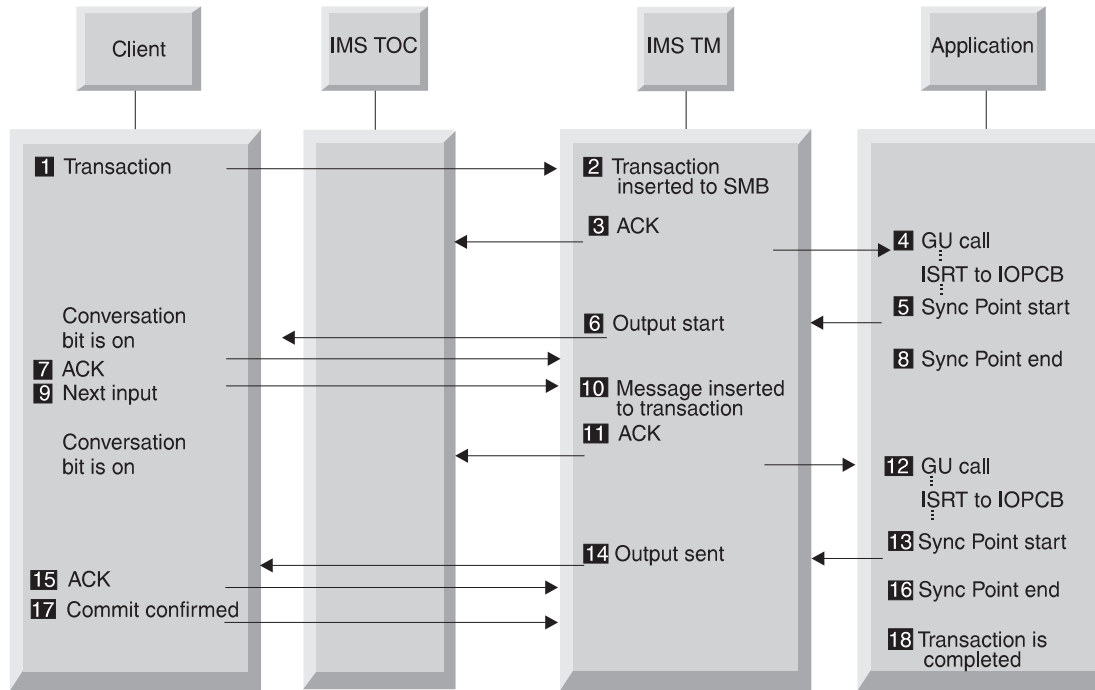 Client
IMS TOC
IMS TM
Application
1 Transaction
2 Transaction
inserted to SMB
3 ACK
4 GU call
ISRT to IOPCB
5 Sync Point start
Conversation
bit is on
6 Output start
7 ACK
8 Sync Point end
9 Next input
10 Message inserted
to transaction
Conversation
bit is on
11 ACK
12 GU call
ISRT to IOPCB
13 Sync Point start
14 Output sent
15 ACK
16 Sync Point end
17 Commit confirmed
18 Transaction is
completed